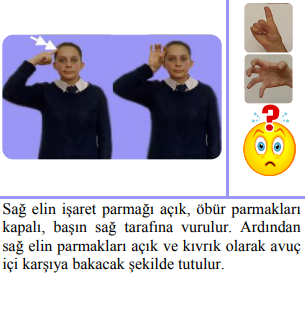 Sağ elin işaret parmağı açık, öbür parmakları
kapalı, başın sağ tarafına vurulur. Ardından
sağ elin parmakları açık ve kıvrık olarak avuç
içi karşıya bakacak şekilde tutulur.